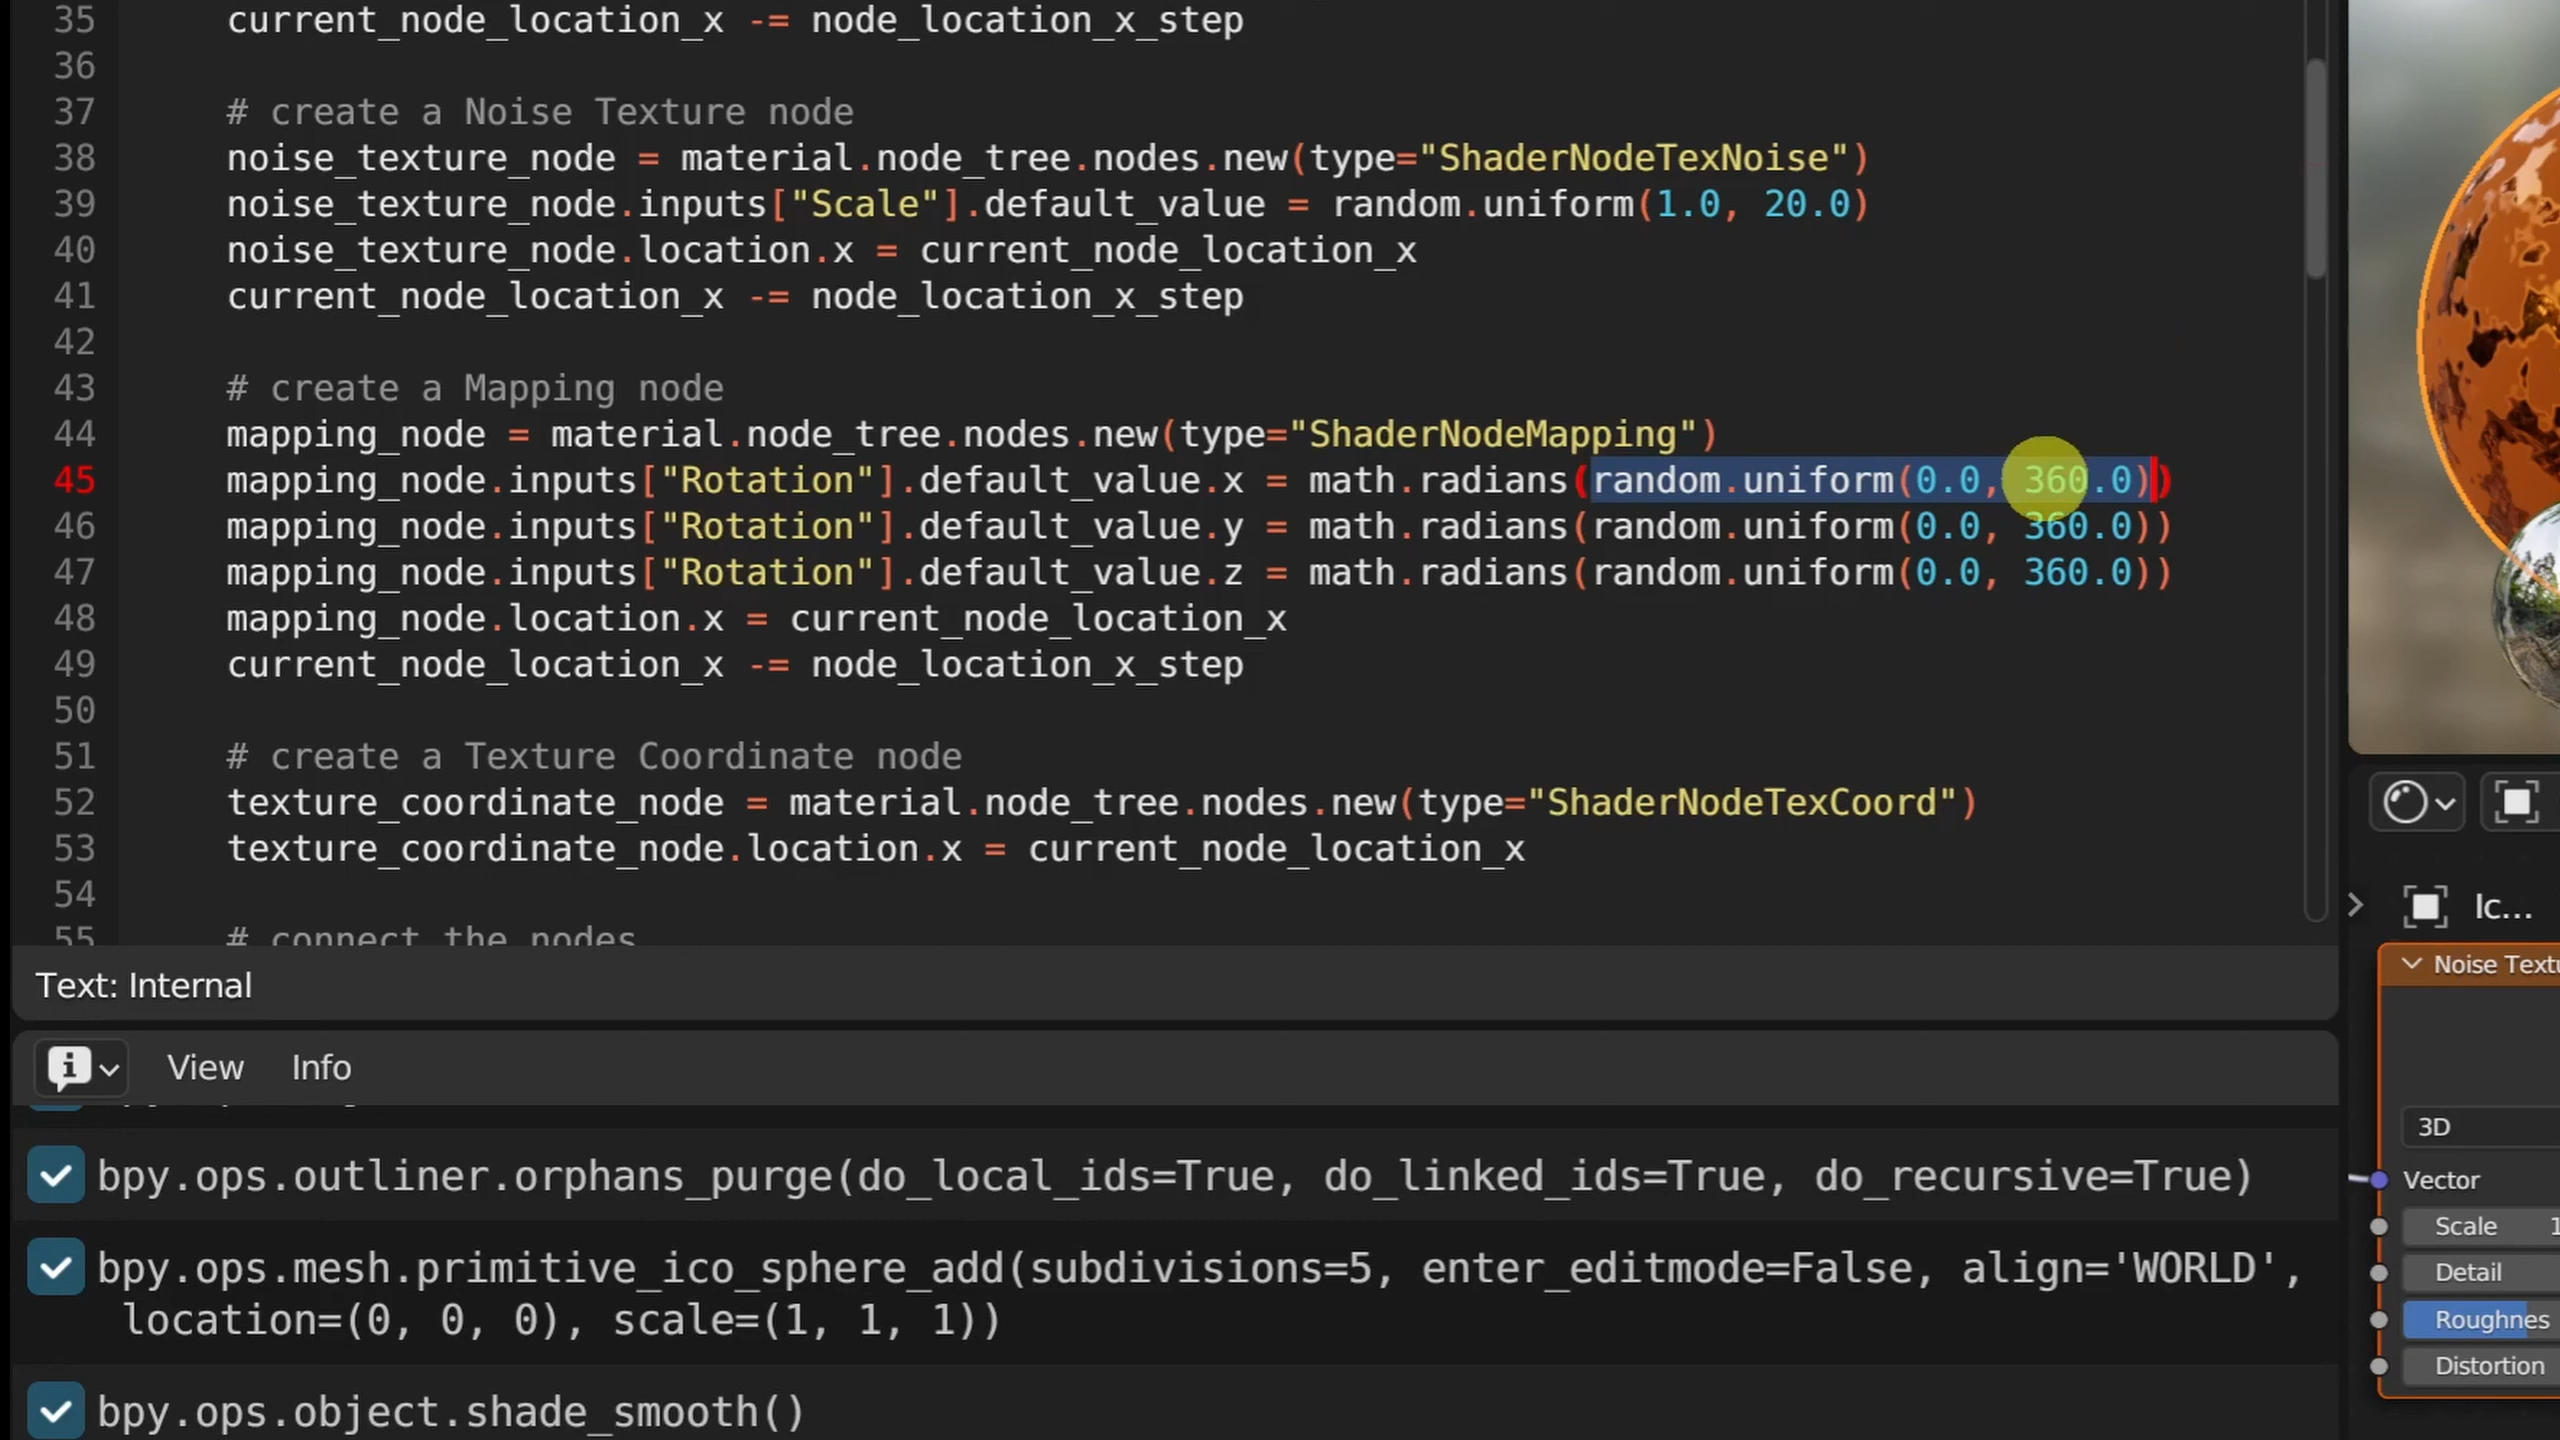 35 current_node_location_x -= node_location_x_step
36
37 # create a Noise Texture node
38 noise_texture_node = material.node_tree.nodes.new(type="ShaderNodeTexNoise")
39 noise_texture_node.inputs["Scale"].default_value = random.uniform(1.0, 20.0)
40 noise_texture_node.location.x = current_node_location_x
41 current_node_location_x -= node_location_x_step
42
43 # create a Mapping node
44 mapping_node = material.node_tree.nodes.new(type="ShaderNodeMapping")
45 mapping_node.inputs["Rotation"].default_value.x = math.radians(random.uniform(0.0, 360.0))
46 mapping_node.inputs["Rotation"].default_value.y = math.radians(random.uniform(0.0, 360.0))
47 mapping_node.inputs["Rotation"].default_value.z = math.radians(random.uniform(0.0, 360.0))
48 mapping_node.location.x = current_node_location_x
49 current_node_location_x -= node_location_x_step
50
51 # create a Texture Coordinate node
52 texture_coordinate_node = material.node_tree.nodes.new(type="ShaderNodeTexCoord")
53 texture_coordinate_node.location.x = current_node_location_x
54
55 # connect the nodes
Text: Internal
View Info
bpy.ops.outliner.orphans_purge(do_local_ids=True, do_linked_ids=True, do_recursive=True)
bpy.ops.mesh.primitive_ico_sphere_add(subdivisions=5, enter_editmode=False, align='WORLD',
location=(0, 0, 0), scale=(1, 1, 1))
bpy.ops.object.shade_smooth()
Ic...
Noise Textu
3D
Vector
Scale 1
Detail
Roughnes
Distortion